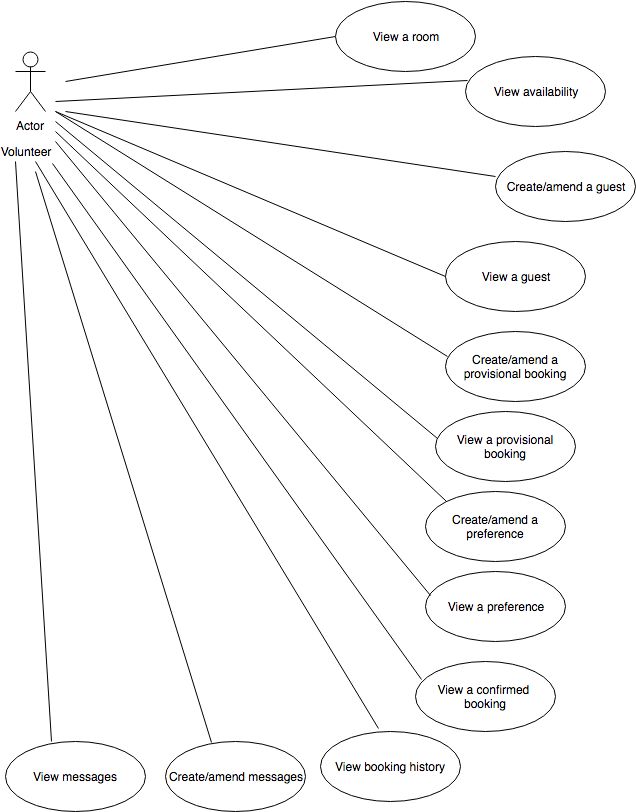 View a room
View availability
Actor
Volunteer
Create/amend a guest
View a guest
Create/amend a
provisional booking
View a provisional
booking
Create/amend a
preference
View a preference
View a confirmed
booking
View booking history
Create/amend messages
View messages